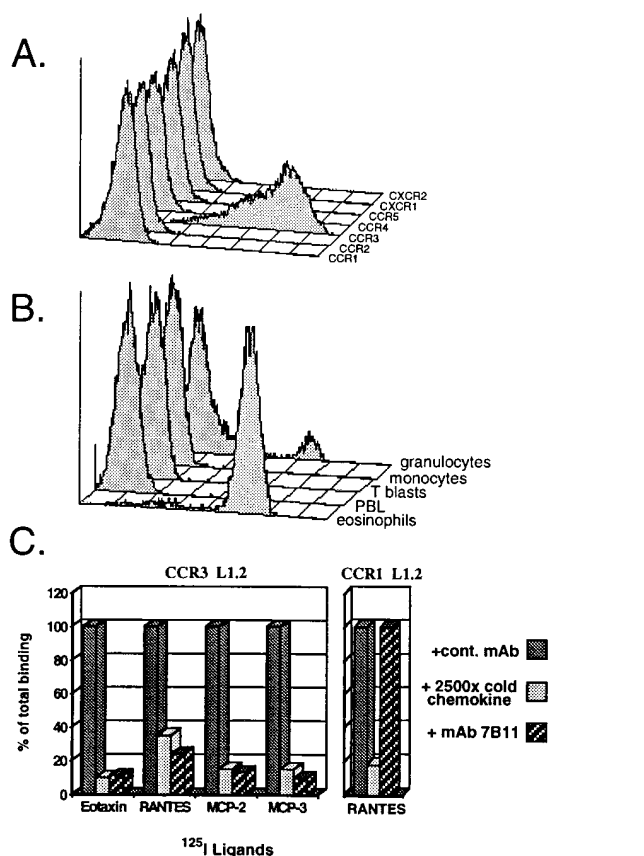 A.
CXCR2
CXCR1
CCR5
CCR4
CCR3
CCR2
CCR1
B.
granulocytes
monocytes
T blasts
PBL
eosinophils
C.
CCR3 L1.2
CCR1 L1.2
120
100
80
60
40
20
0
% of total binding
Eotaxin
RANTES
MCP-2
MCP-3
RANTES
125I Ligands
+cont. mAb
+ 2500x cold
chemokine
+ mAb 7B11